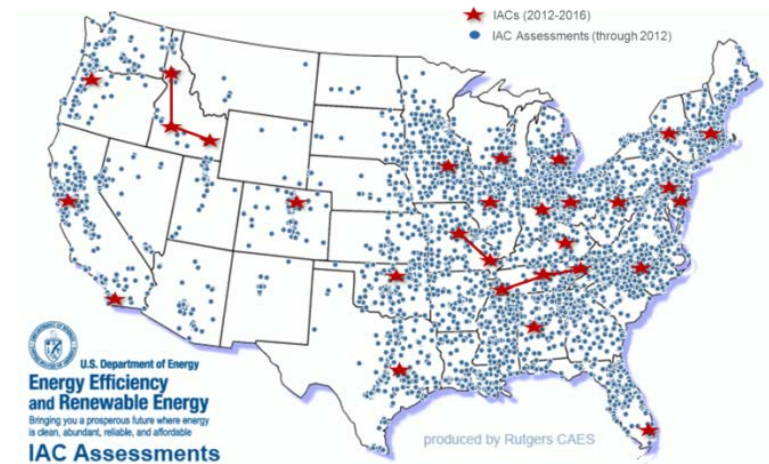 IACs (2012-2016)
IAC Assessments (through 2012)
U.S. Department of Energy
Energy Efficiency
and Renewable Energy
Bringing you a prosperous future where energy
is clean, abundant, reliable, and affordable
IAC Assessments
produced by Rutgers CAES